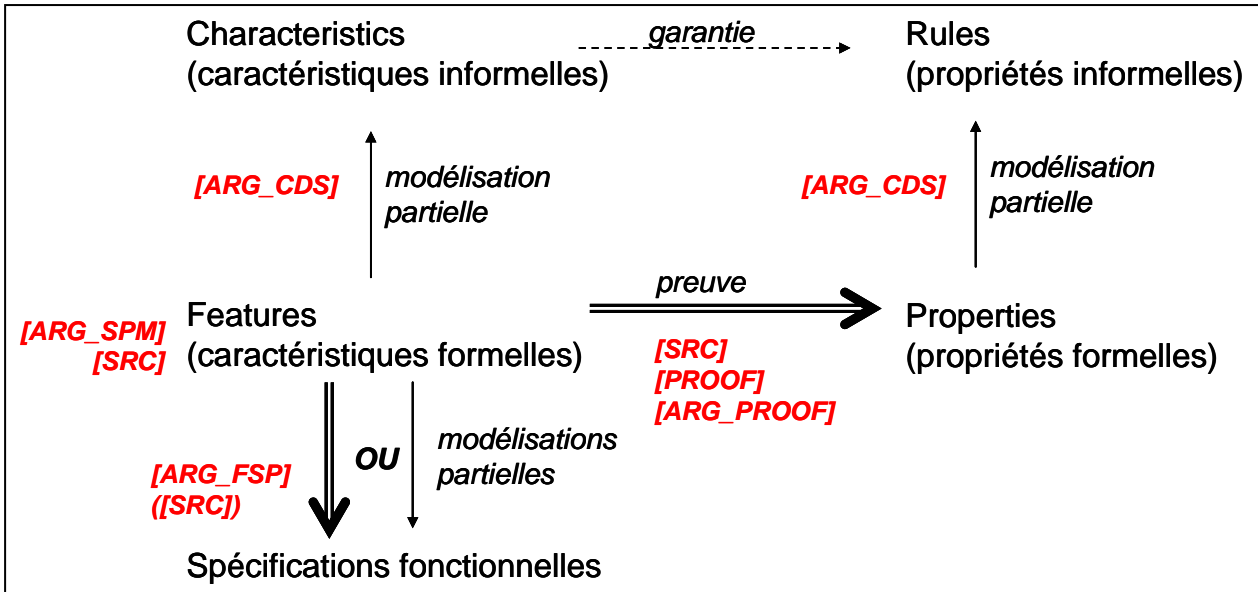 Characteristics
(caractéristiques informelles)
garantie
Rules
(propriétés informelles)
[ARG_CDS]
modélisation
partielle
[ARG_CDS]
modélisation
partielle
[ARG_SPM]
[SRC]
Features
(caractéristiques formelles)
preuve
[SRC]
[PROOF]
[ARG_PROOF]
Properties
(propriétés formelles)
[ARG_FSP]
([SRC])
OU
modélisations
partielles
Spécifications fonctionnelles